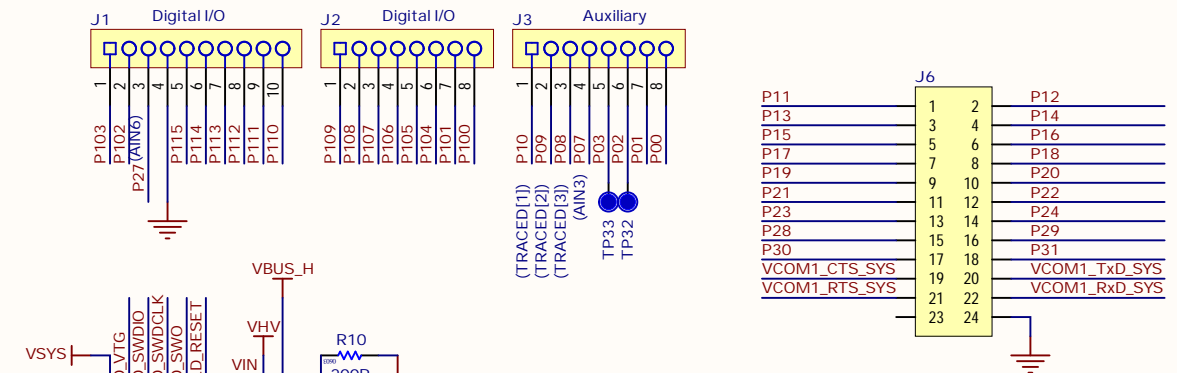 J1 Digital I/O
1 2 3 4 5 6 7 8 9 10
P103 P102 P27 (AIN6) P115 P114 P113 P112 P111 P110
J2 Digital I/O
1 2 3 4 5 6 7 8
P109 P108 P107 P106 P105 P104 P101 P100
J3 Auxiliary
1 2 3 4 5 6 7 8
P10 P09 P08 P07 P03 P02 P01 P00
(TRACED[1]) (TRACED[2]) (TRACED[3]) (AIN3) TP33 TP32
J6
P11 1 2 P12
P13 3 4 P14
P15 5 6 P16
P17 7 8 P18
P19 9 10 P20
P21 11 12 P22
P23 13 14 P24
P28 15 16 P29
P30 17 18 P31
VCOM1_CTS_SYS 19 20 VCOM1_TxD_SYS
VCOM1_RTS_SYS 21 22 VCOM1_RxD_SYS
23 24
VBUS_H
VHV
VIN
VSYS
D_VTG D_SWDIO D_SWDCLK D_SWO D_RESET
R10
200R